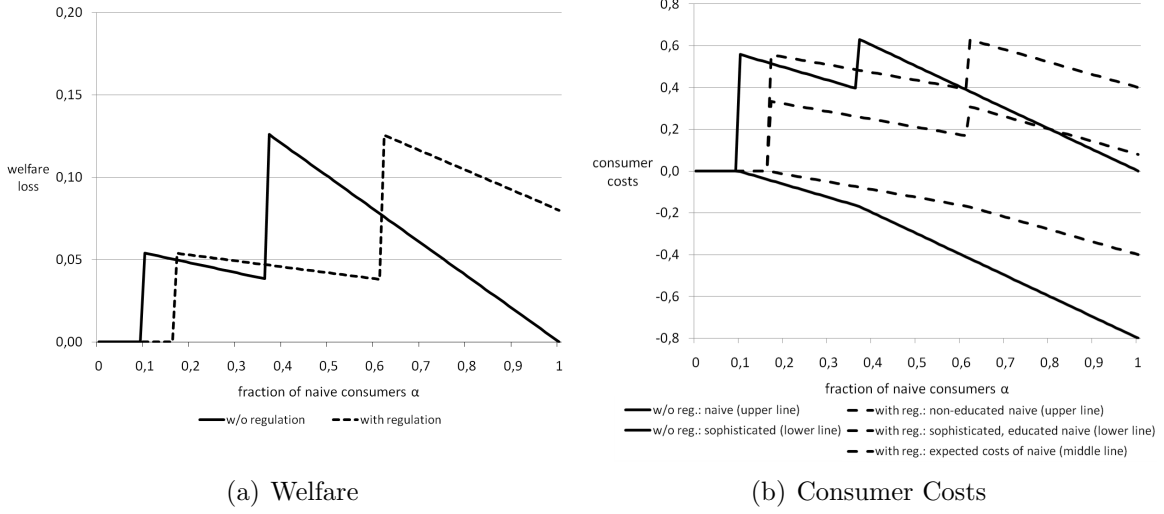 0,20
0,15
0,10
0,05
0,00
welfare
loss
0 0,1 0,2 0,3 0,4 0,5 0,6 0,7 0,8 0,9 1
fraction of naive consumers α
w/o regulation with regulation
(a) Welfare
0,8
0,6
0,4
0,2
0,0
-0,2
-0,4
-0,6
-0,8
consumer
costs
0 0,1 0,2 0,3 0,4 0,5 0,6 0,7 0,8 0,9 1
fraction of naive consumers α
w/o reg.: naive (upper line) with reg.: non-educated naive (upper line)
w/o reg.: sophisticated (lower line) with reg.: sophisticated, educated naive (lower line)
with reg.: expected costs of naive (middle line)
(b) Consumer Costs